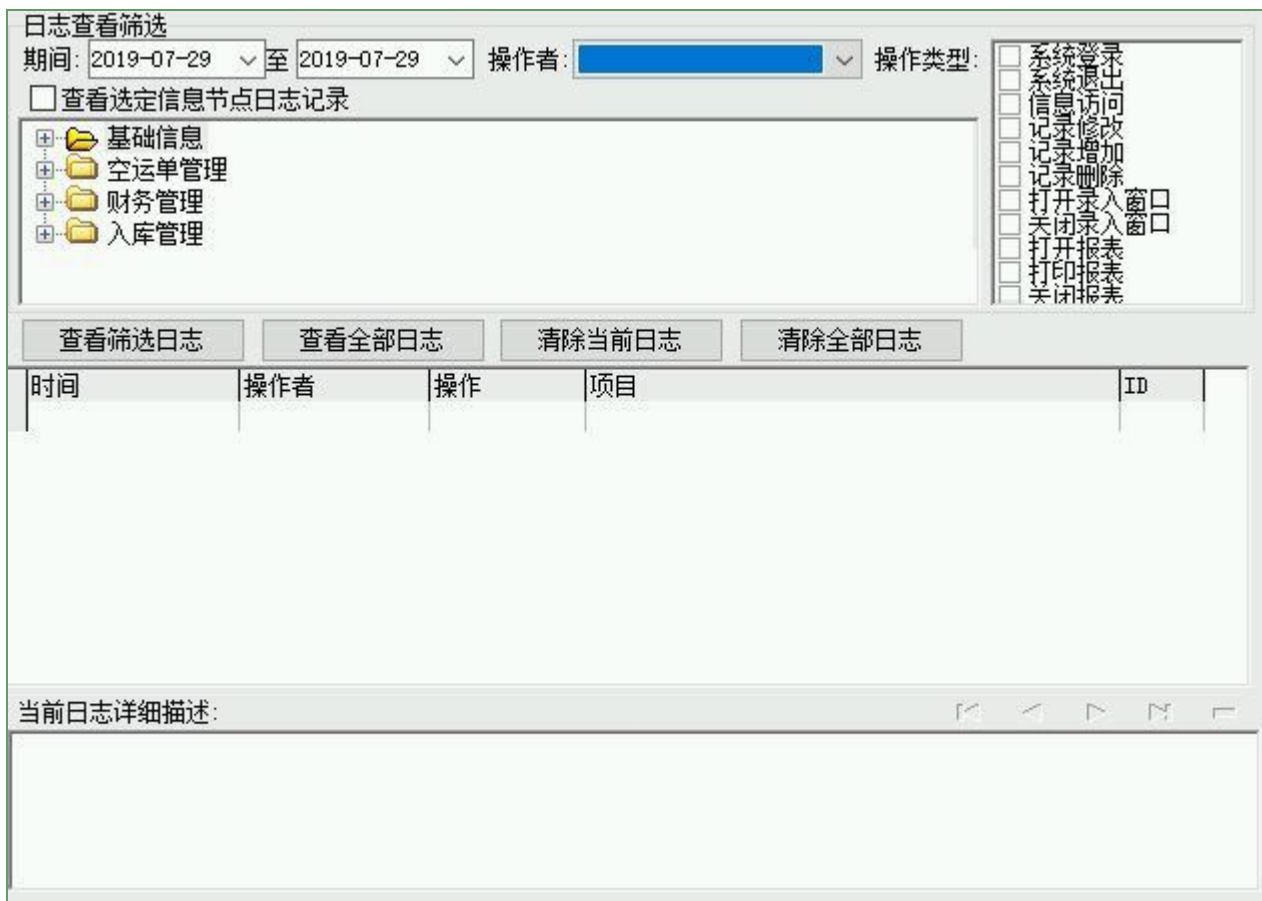 日志查看筛选
期间: 2019-07-29 至 2019-07-29 操作者: 操作类型:
系统登录
系统退出
信息访问
记录修改
记录增加
记录删除
打开录入窗口
关闭录入窗口
打开报表
打印报表
关闭报表
查看选定信息节点日志记录
基础信息
空运单管理
财务管理
入库管理
查看筛选日志 查看全部日志 清除当前日志 清除全部日志
时间 操作者 操作 项目 ID
当前日志详细描述: